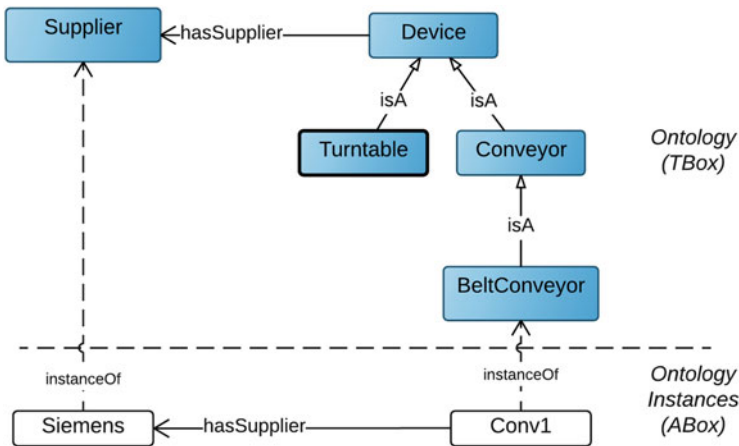 Supplier
hasSupplier
Device
isA
isA
Turntable
Conveyor
Ontology
(TBox)
isA
BeltConveyor
instanceOf
instanceOf
Ontology
Instances
(ABox)
Siemens
hasSupplier
Conv1